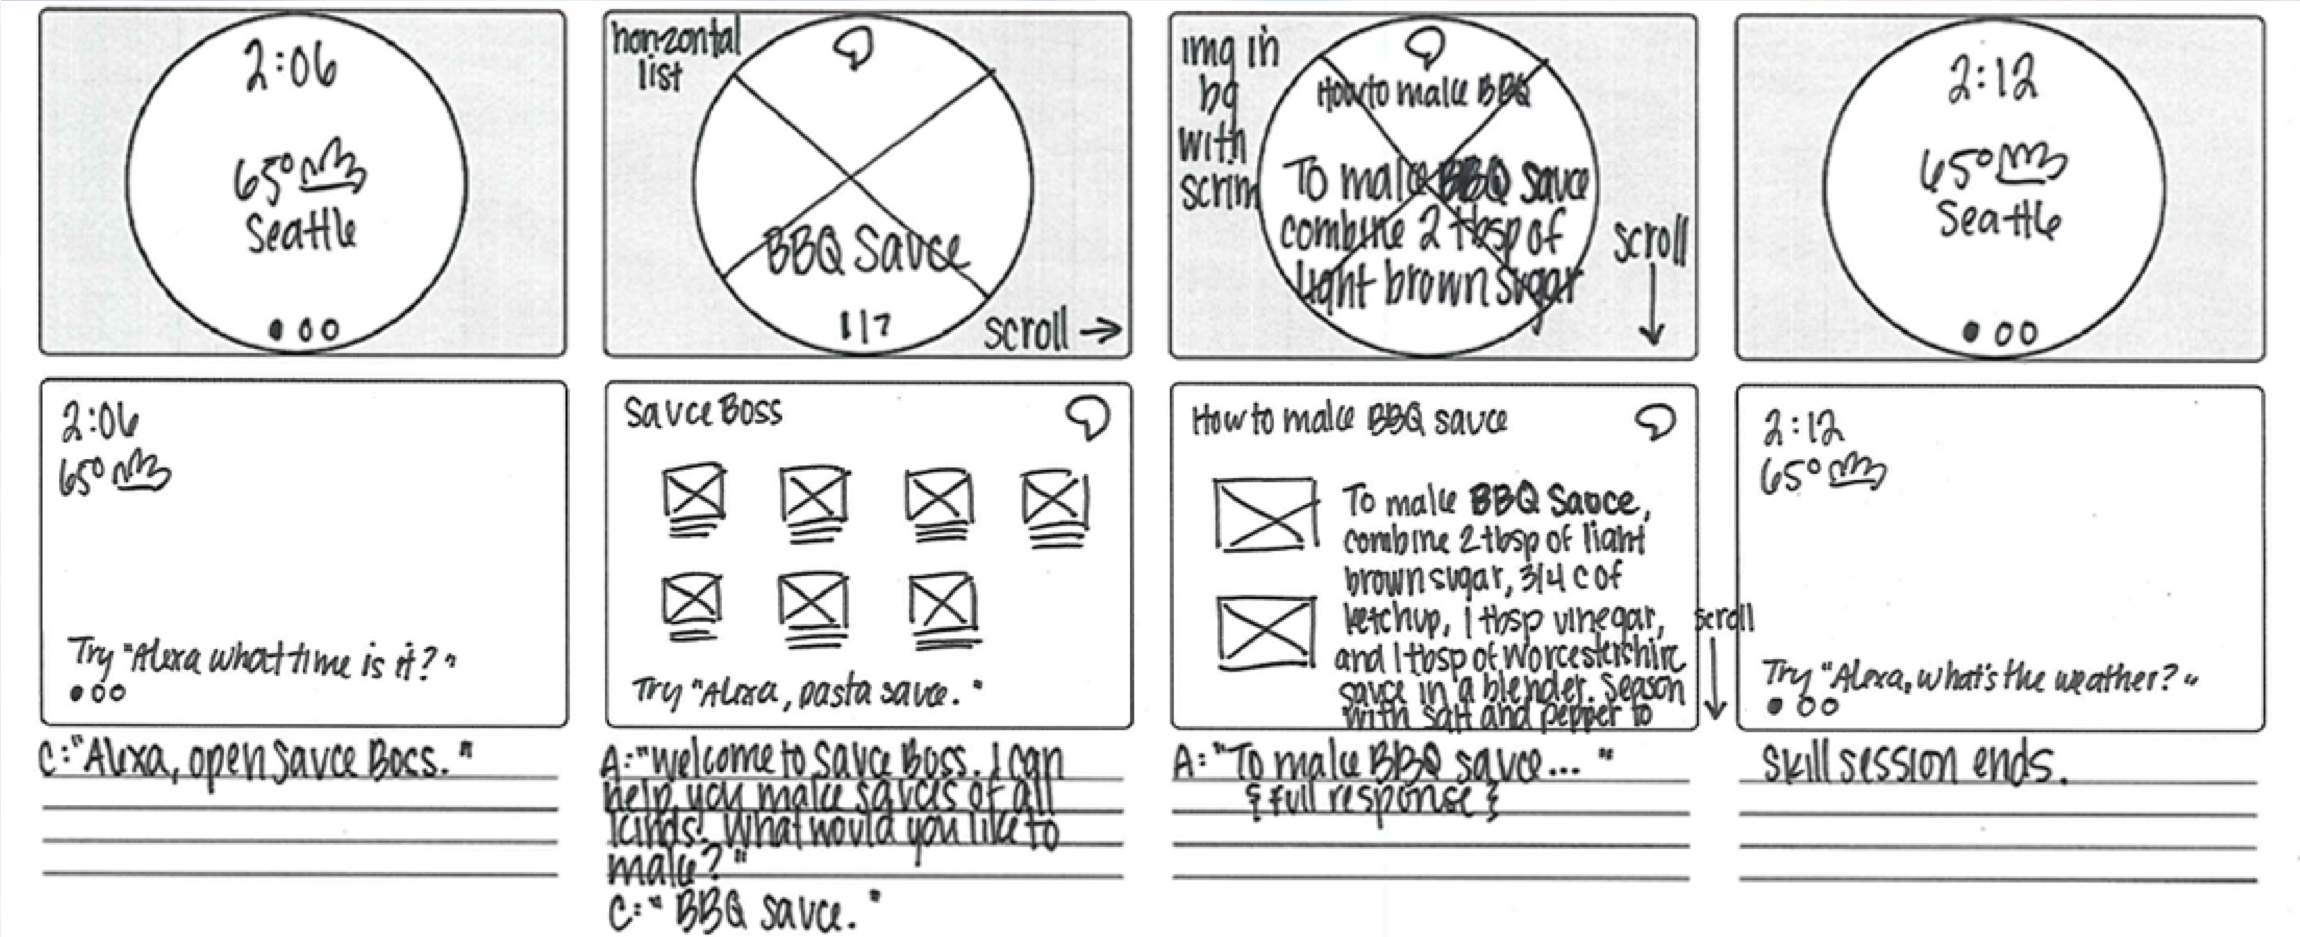 2:06
65°
Seattle
horizontal
list
BBQ Sauce
1/7
scroll →
img in
bg
with
scrim
How to make BBQ
To make BBQ Sauce
combine 2 tbsp of
light brown sugar
scroll
2:12
65°
Seattle
2:06
65°
Try "Alexa what time is it?"
Sauce Boss
Try "Alexa, pasta sauce."
How to make BBQ sauce
To make BBQ Sauce,
combine 2 tbsp of light
brown sugar, 3/4 c of
ketchup, 1 tbsp vinegar,
and 1 tbsp of Worcestershire
sauce in a blender. Season
with salt and pepper to
scroll
2:12
65°
Try "Alexa, what's the weather?"
C: "Alexa, open Sauce Boss."
A: "Welcome to Sauce Boss. I can
help you make sauces of all
kinds. What would you like to
make?"
C: "BBQ sauce."
A: "To make BBQ sauce... "
{ full response }
Skill session ends.